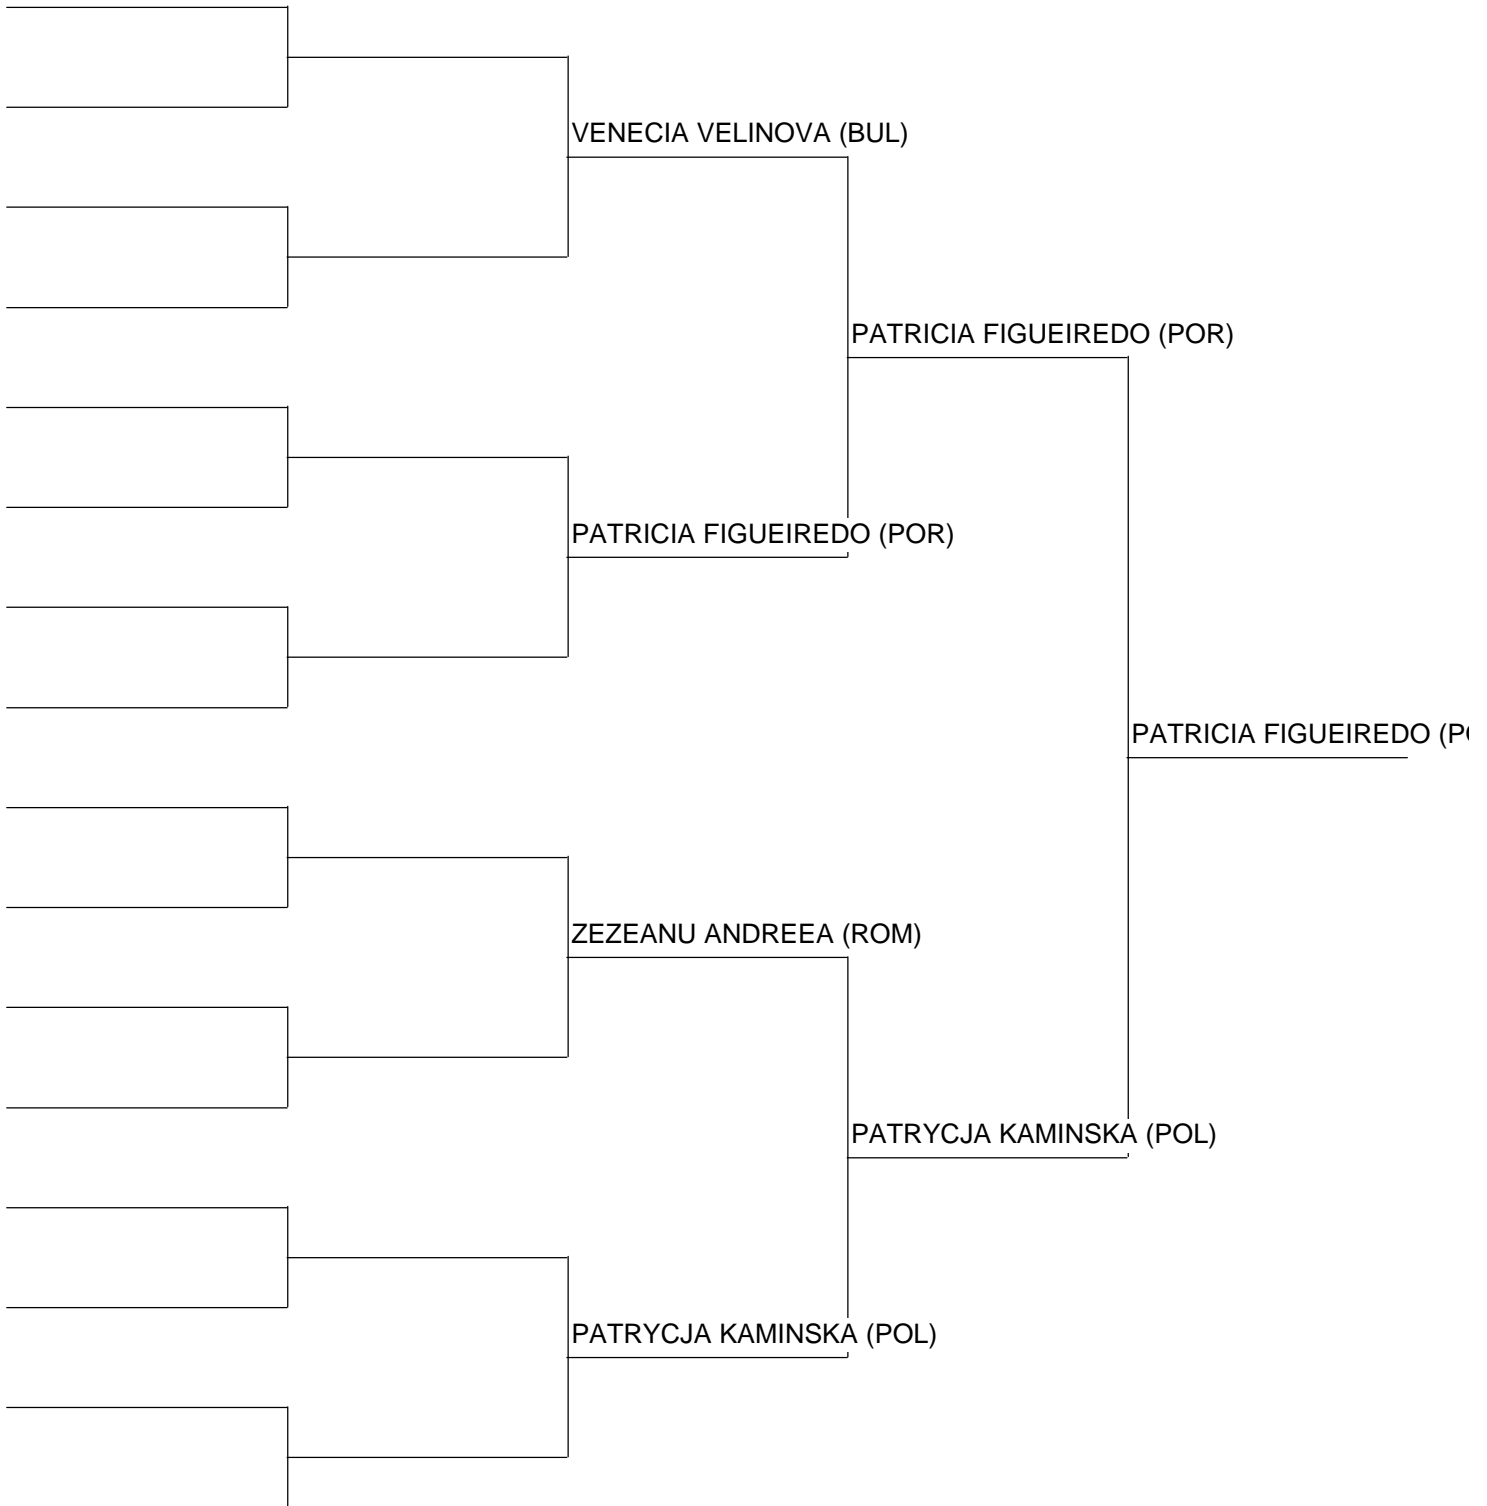 VENECIA VELINOVA (BUL)
PATRICIA FIGUEIREDO (POR)
PATRICIA FIGUEIREDO (POR)
PATRICIA FIGUEIREDO (P
ZEZEANU ANDREEA (ROM)
PATRYCJA KAMINSKA (POL)
PATRYCJA KAMINSKA (POL)